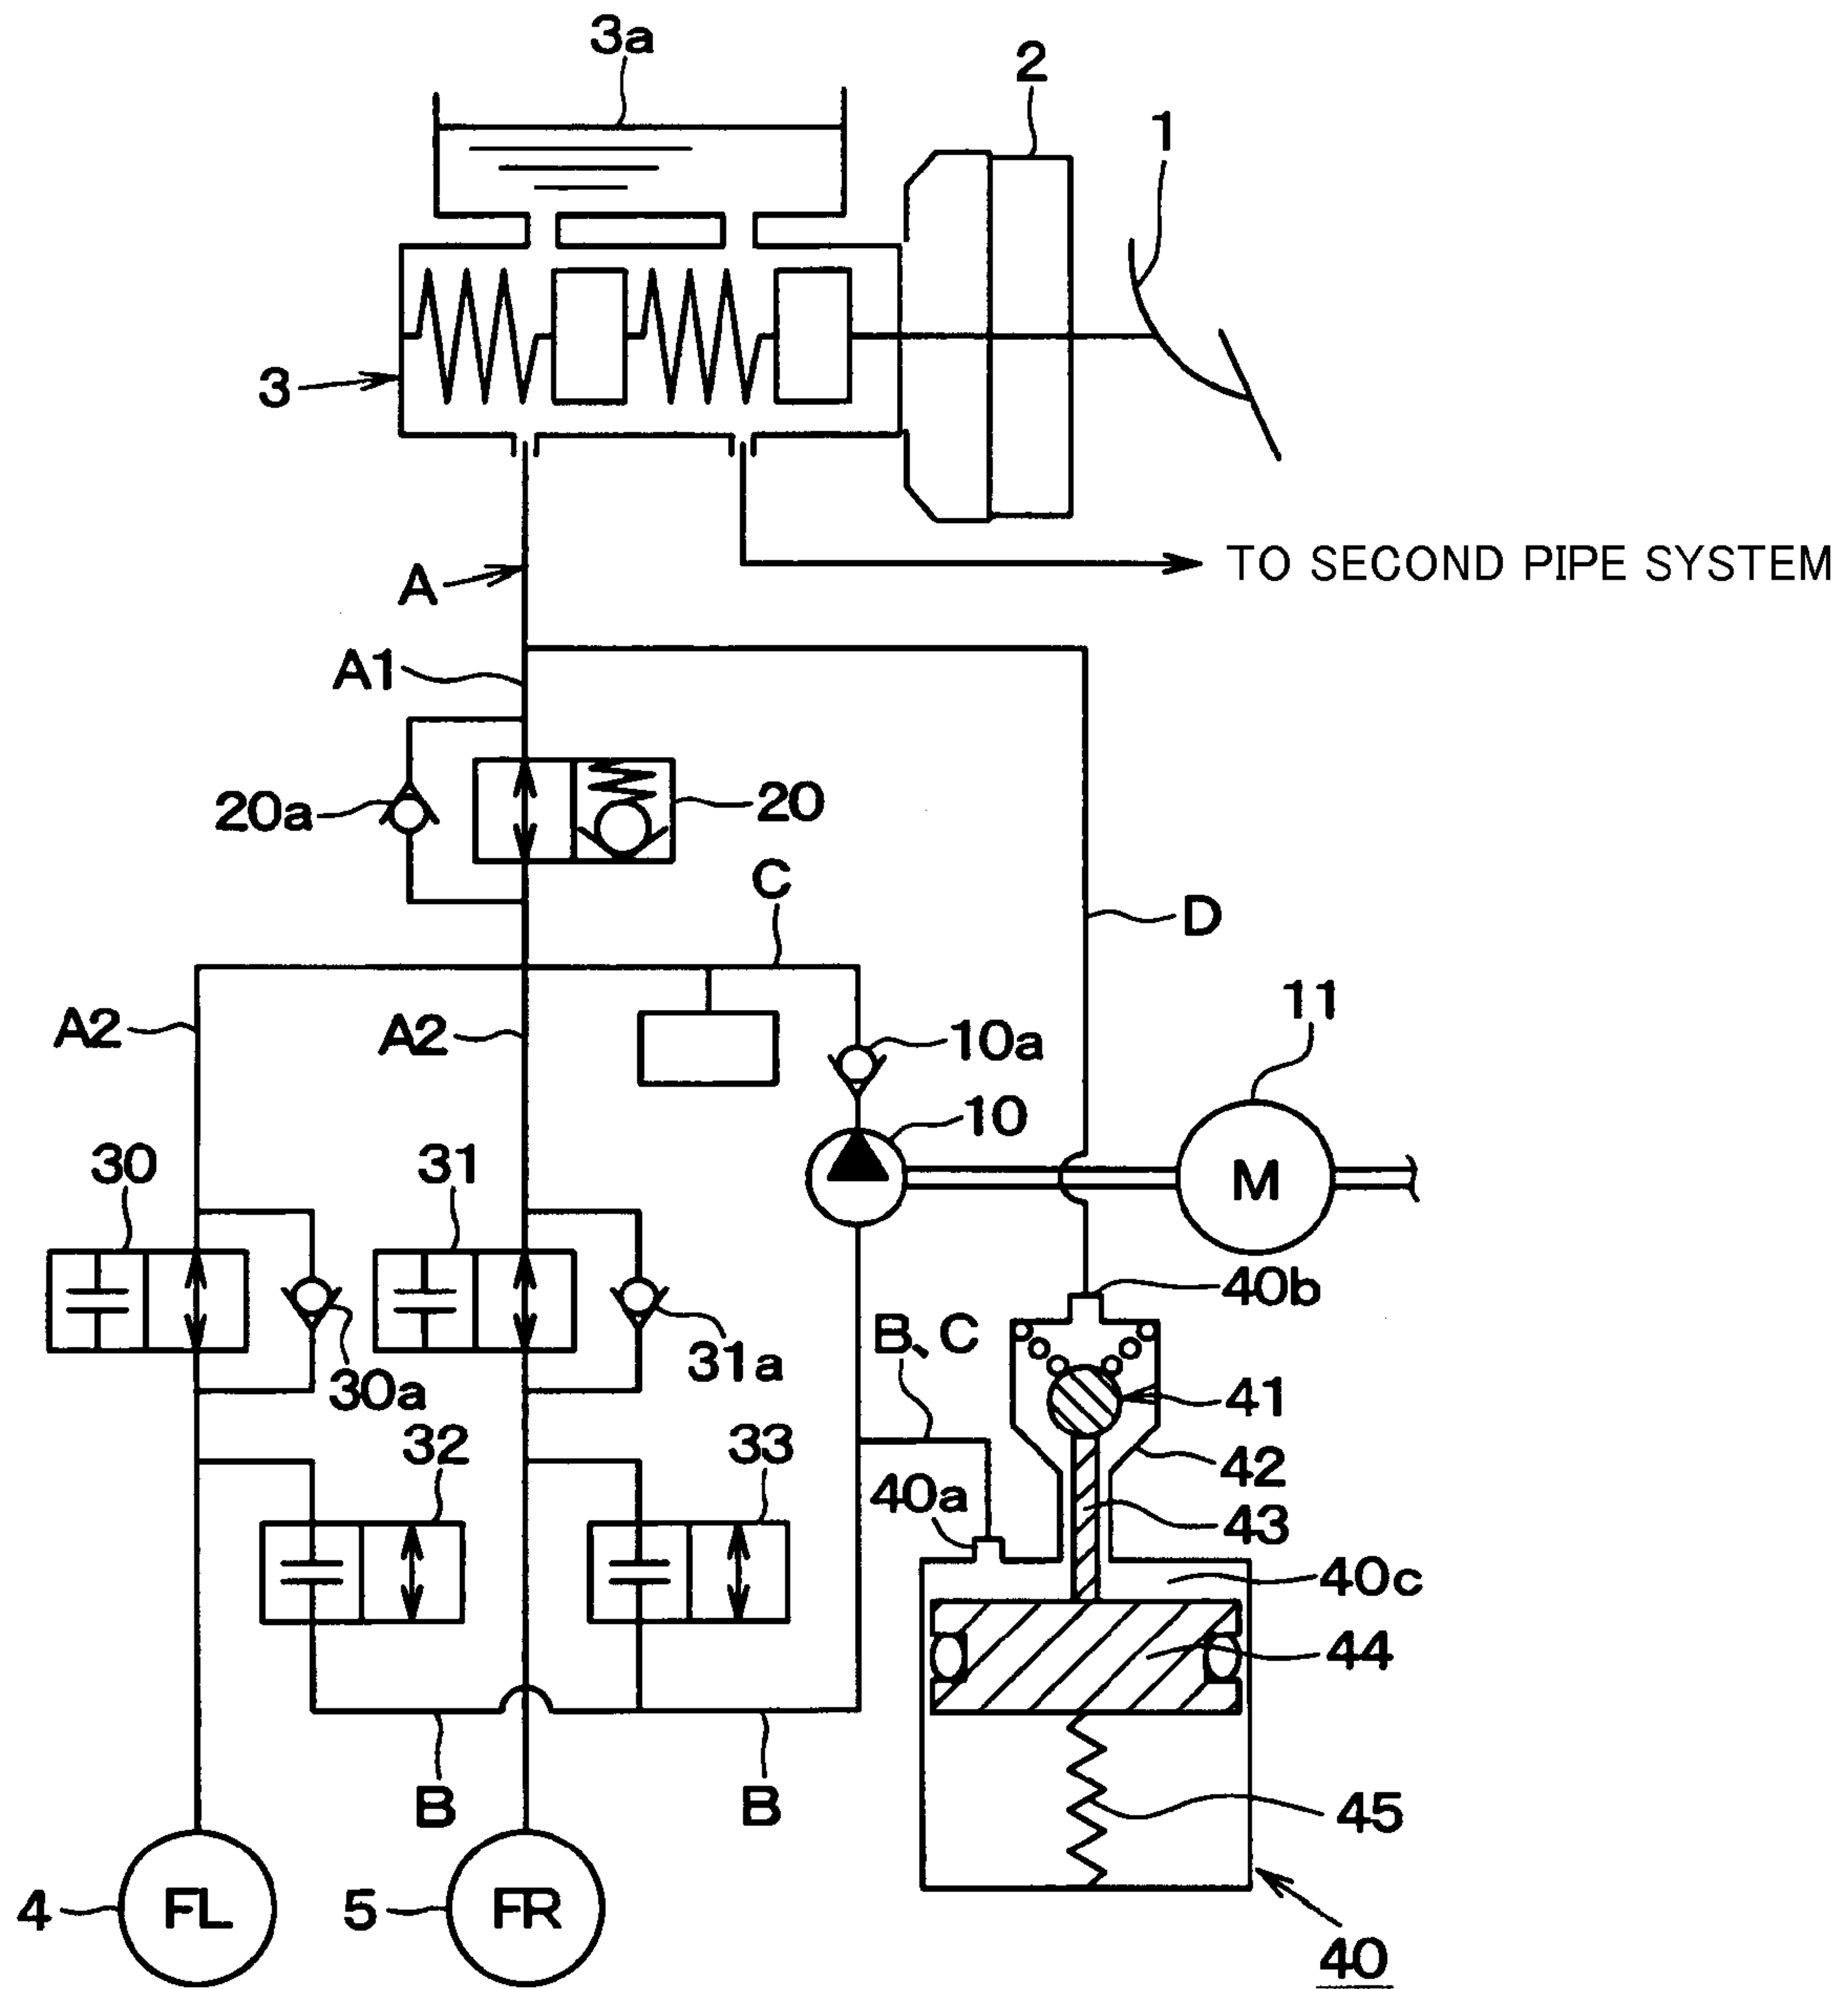 3a
2
1
3
A
TO SECOND PIPE SYSTEM
A1
20a
20
C
D
A2
A2
10a
11
10
30
31
M
40b
B、C
30a
31a
41
32
33
40a
42
43
40c
44
B
B
45
4
FL
5
FR
40